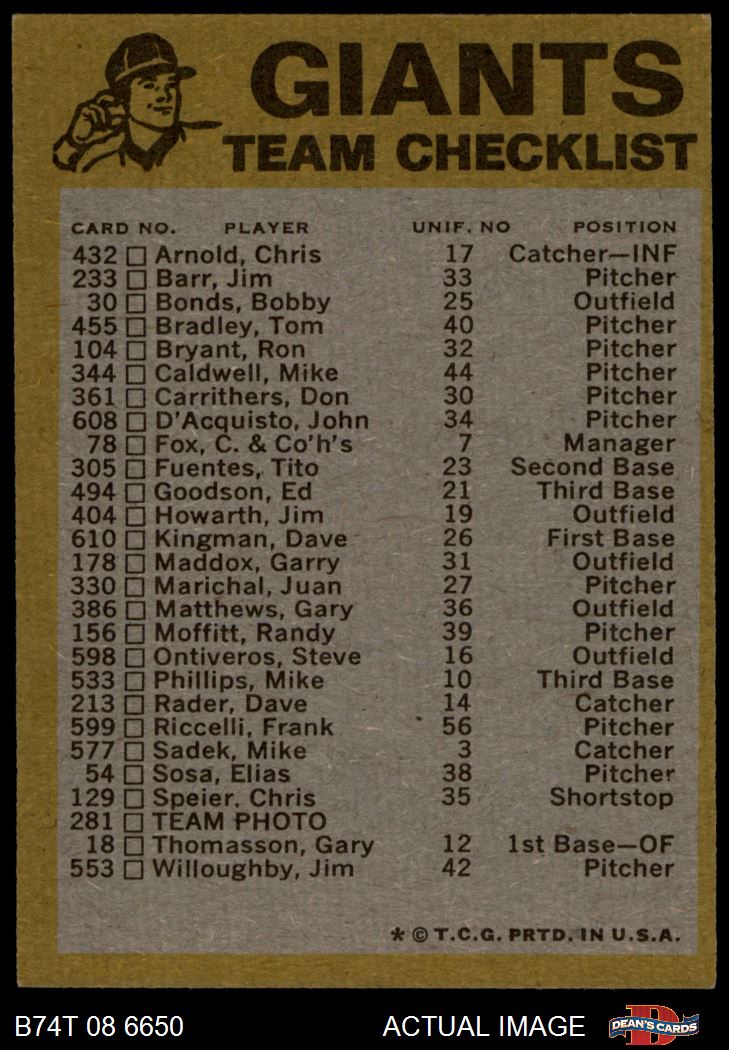 GIANTS
TEAM CHECKLIST
CARD NO. PLAYER UNIF. NO POSITION
432 Arnold, Chris 17 Catcher—INF
233 Barr, Jim 33 Pitcher
30 Bonds, Bobby 25 Outfield
455 Bradley, Tom 40 Pitcher
104 Bryant, Ron 32 Pitcher
344 Caldwell, Mike 44 Pitcher
361 Carrithers, Don 30 Pitcher
608 D'Acquisto, John 34 Pitcher
78 Fox, C. & Co'h's 7 Manager
305 Fuentes, Tito 23 Second Base
494 Goodson, Ed 21 Third Base
404 Howarth, Jim 19 Outfield
610 Kingman, Dave 26 First Base
178 Maddox, Garry 31 Outfield
330 Marichal, Juan 27 Pitcher
386 Matthews, Gary 36 Outfield
156 Moffitt, Randy 39 Pitcher
598 Ontiveros, Steve 16 Outfield
533 Phillips, Mike 10 Third Base
213 Rader, Dave 14 Catcher
599 Riccelli, Frank 56 Pitcher
577 Sadek, Mike 3 Catcher
54 Sosa, Elias 38 Pitcher
129 Speier, Chris 35 Shortstop
281 TEAM PHOTO
18 Thomasson, Gary 12 1st Base—OF
553 Willoughby, Jim 42 Pitcher
* © T.C.G. PRTD. IN U.S.A.
B74T 08 6650 ACTUAL IMAGE D DEAN'S CARDS